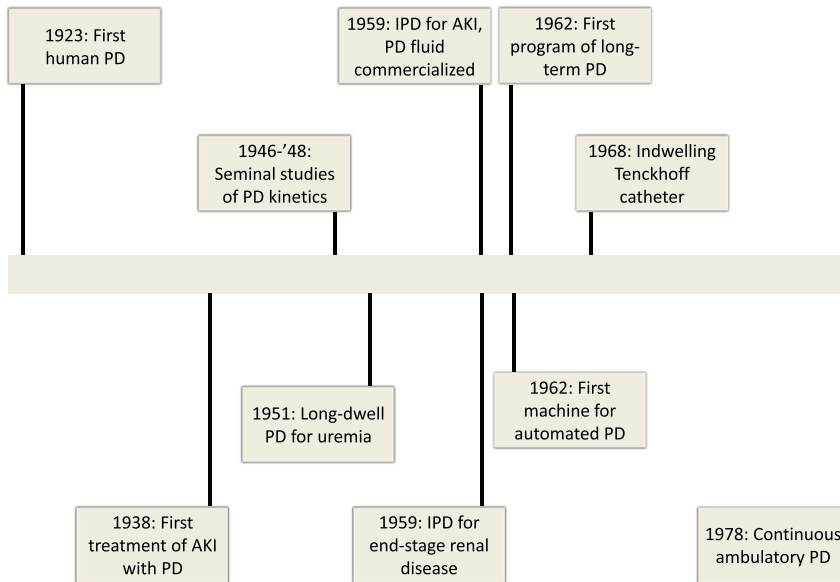 1923: First
human PD
1959: IPD for AKI,
PD fluid
commercialized
1962: First
program of long-
term PD
1946-’48:
Seminal studies
of PD kinetics
1968: Indwelling
Tenckhoff
catheter
1951: Long-dwell
PD for uremia
1962: First
machine for
automated PD
1938: First
treatment of AKI
with PD
1959: IPD for
end-stage renal
disease
1978: Continuous
ambulatory PD